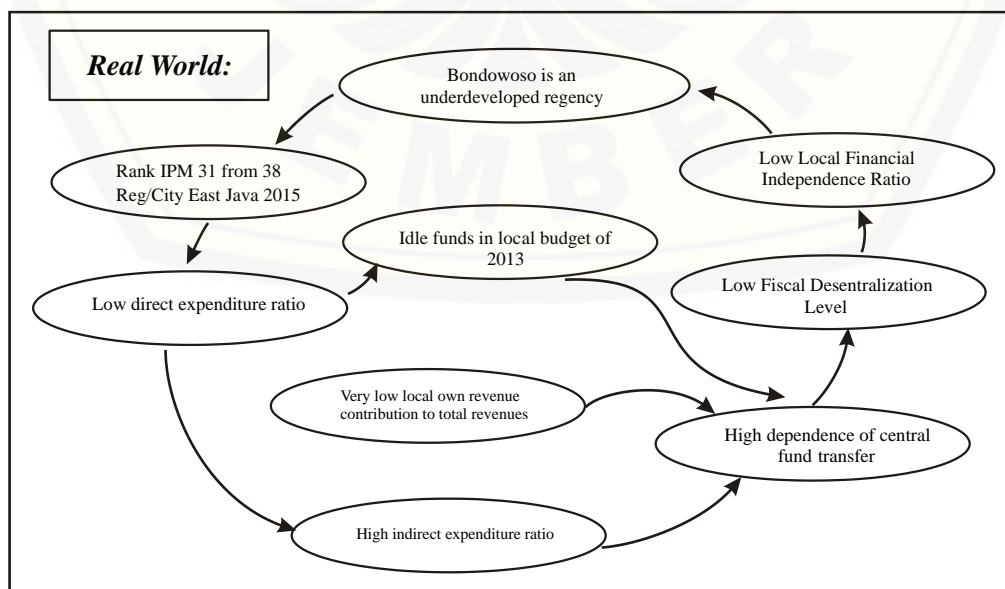 Real World:
Bondowoso is an
underdeveloped regency
Rank IPM 31 from 38
Reg/City East Java 2015
Low Local Financial
Independence Ratio
Idle funds in local budget of
2013
Low direct expenditure ratio
Low Fiscal Desentralization
Level
Very low local own revenue
contribution to total revenues
High dependence of central
fund transfer
High indirect expenditure ratio
EMBER